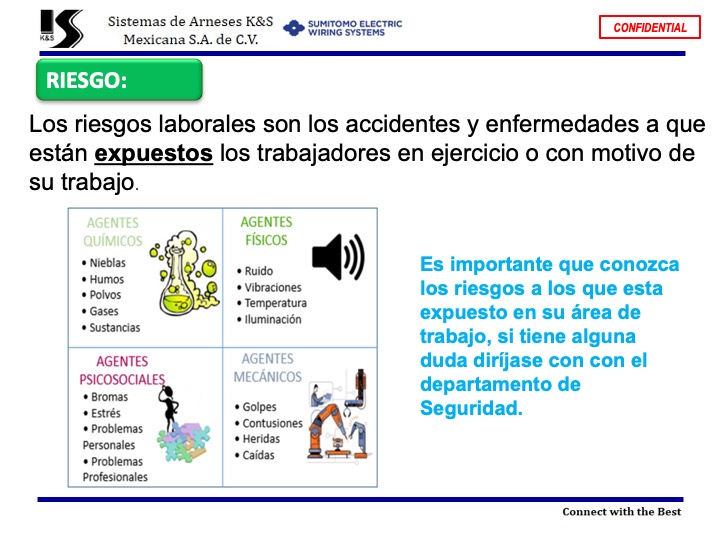 K&S
Sistemas de Arneses K&S
Mexicana S.A. de C.V.
SUMITOMO ELECTRIC
WIRING SYSTEMS
CONFIDENTIAL
RIESGO:
Los riesgos laborales son los accidentes y enfermedades a que
están expuestos los trabajadores en ejercicio o con motivo de
su trabajo.
AGENTES
QUÍMICOS
• Nieblas
• Humos
• Polvos
• Gases
• Sustancias
AGENTES
FÍSICOS
• Ruido
• Vibraciones
• Temperatura
• Iluminación
AGENTES
PSICOSOCIALES
• Bromas
• Estrés
• Problemas
Personales
• Problemas
Profesionales
AGENTES
MECÁNICOS
• Golpes
• Contusiones
• Heridas
• Caídas
Es importante que conozca
los riesgos a los que esta
expuesto en su área de
trabajo, si tiene alguna
duda diríjase con con el
departamento de
Seguridad.
Connect with the Best